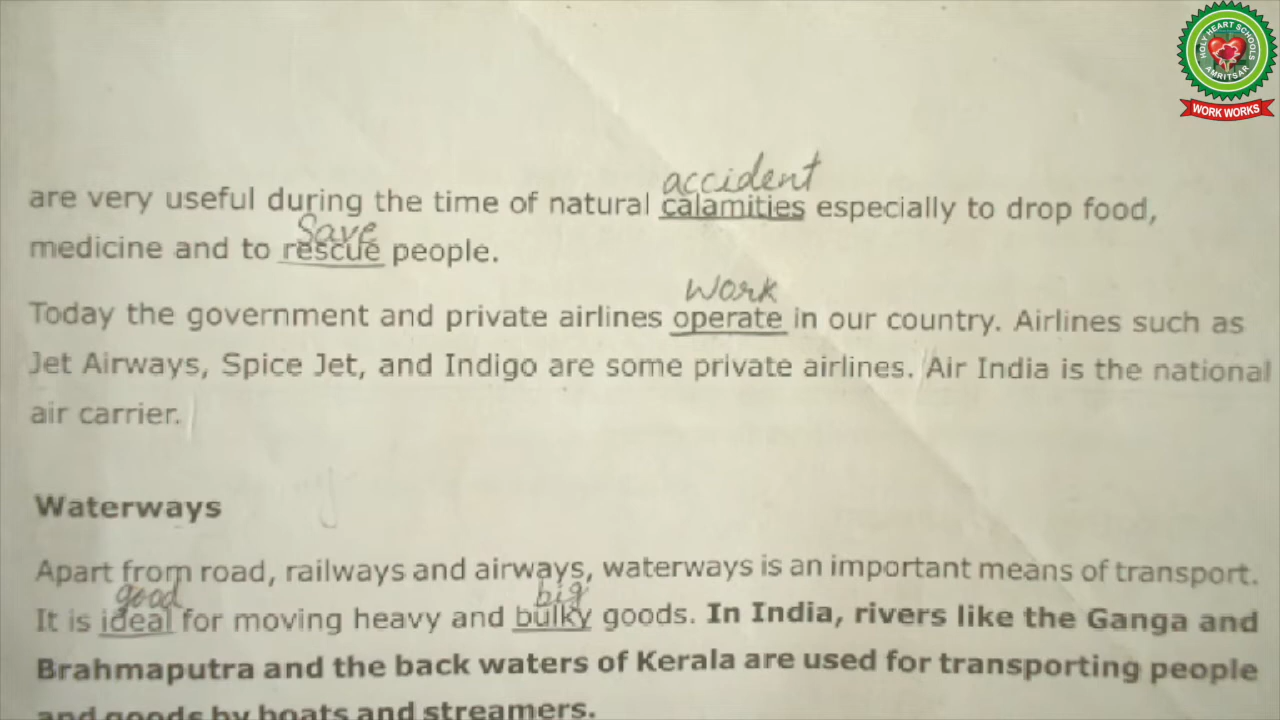 HOLY HEART SCHOOLS
AMRITSAR
WORK WORKS
accident
are very useful during the time of natural calamities especially to drop food,
Save
medicine and to rescue people.
Work
Today the government and private airlines operate in our country. Airlines such as
Jet Airways, Spice Jet, and Indigo are some private airlines. Air India is the national
air carrier.
Waterways
Apart from road, railways and airways, waterways is an important means of transport.
good big
It is ideal for moving heavy and bulky goods. In India, rivers like the Ganga and
Brahmaputra and the back waters of Kerala are used for transporting people
and goods by boats and streamers.